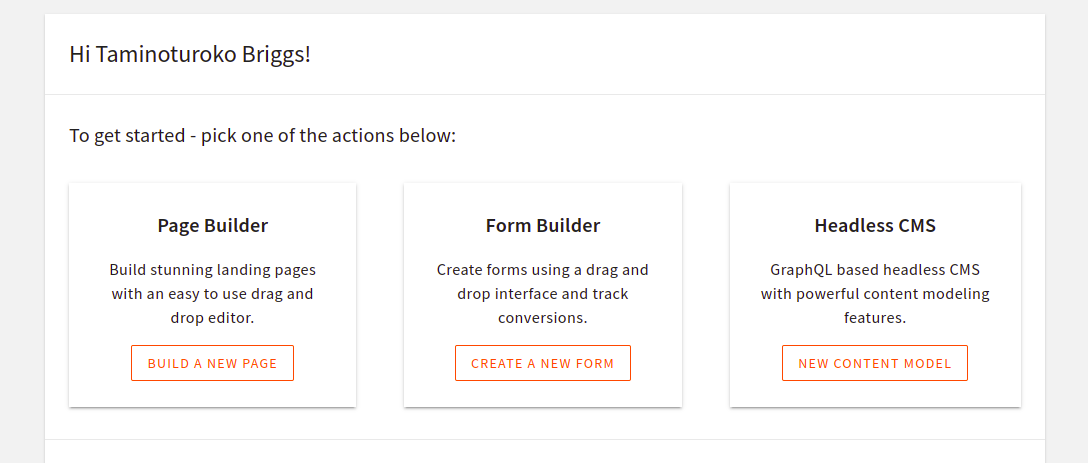 Hi Taminoturoko Briggs!
To get started - pick one of the actions below:
Page Builder
Build stunning landing pages
with an easy to use drag and
drop editor.
BUILD A NEW PAGE
Form Builder
Create forms using a drag and
drop interface and track
conversions.
CREATE A NEW FORM
Headless CMS
GraphQL based headless CMS
with powerful content modeling
features.
NEW CONTENT MODEL